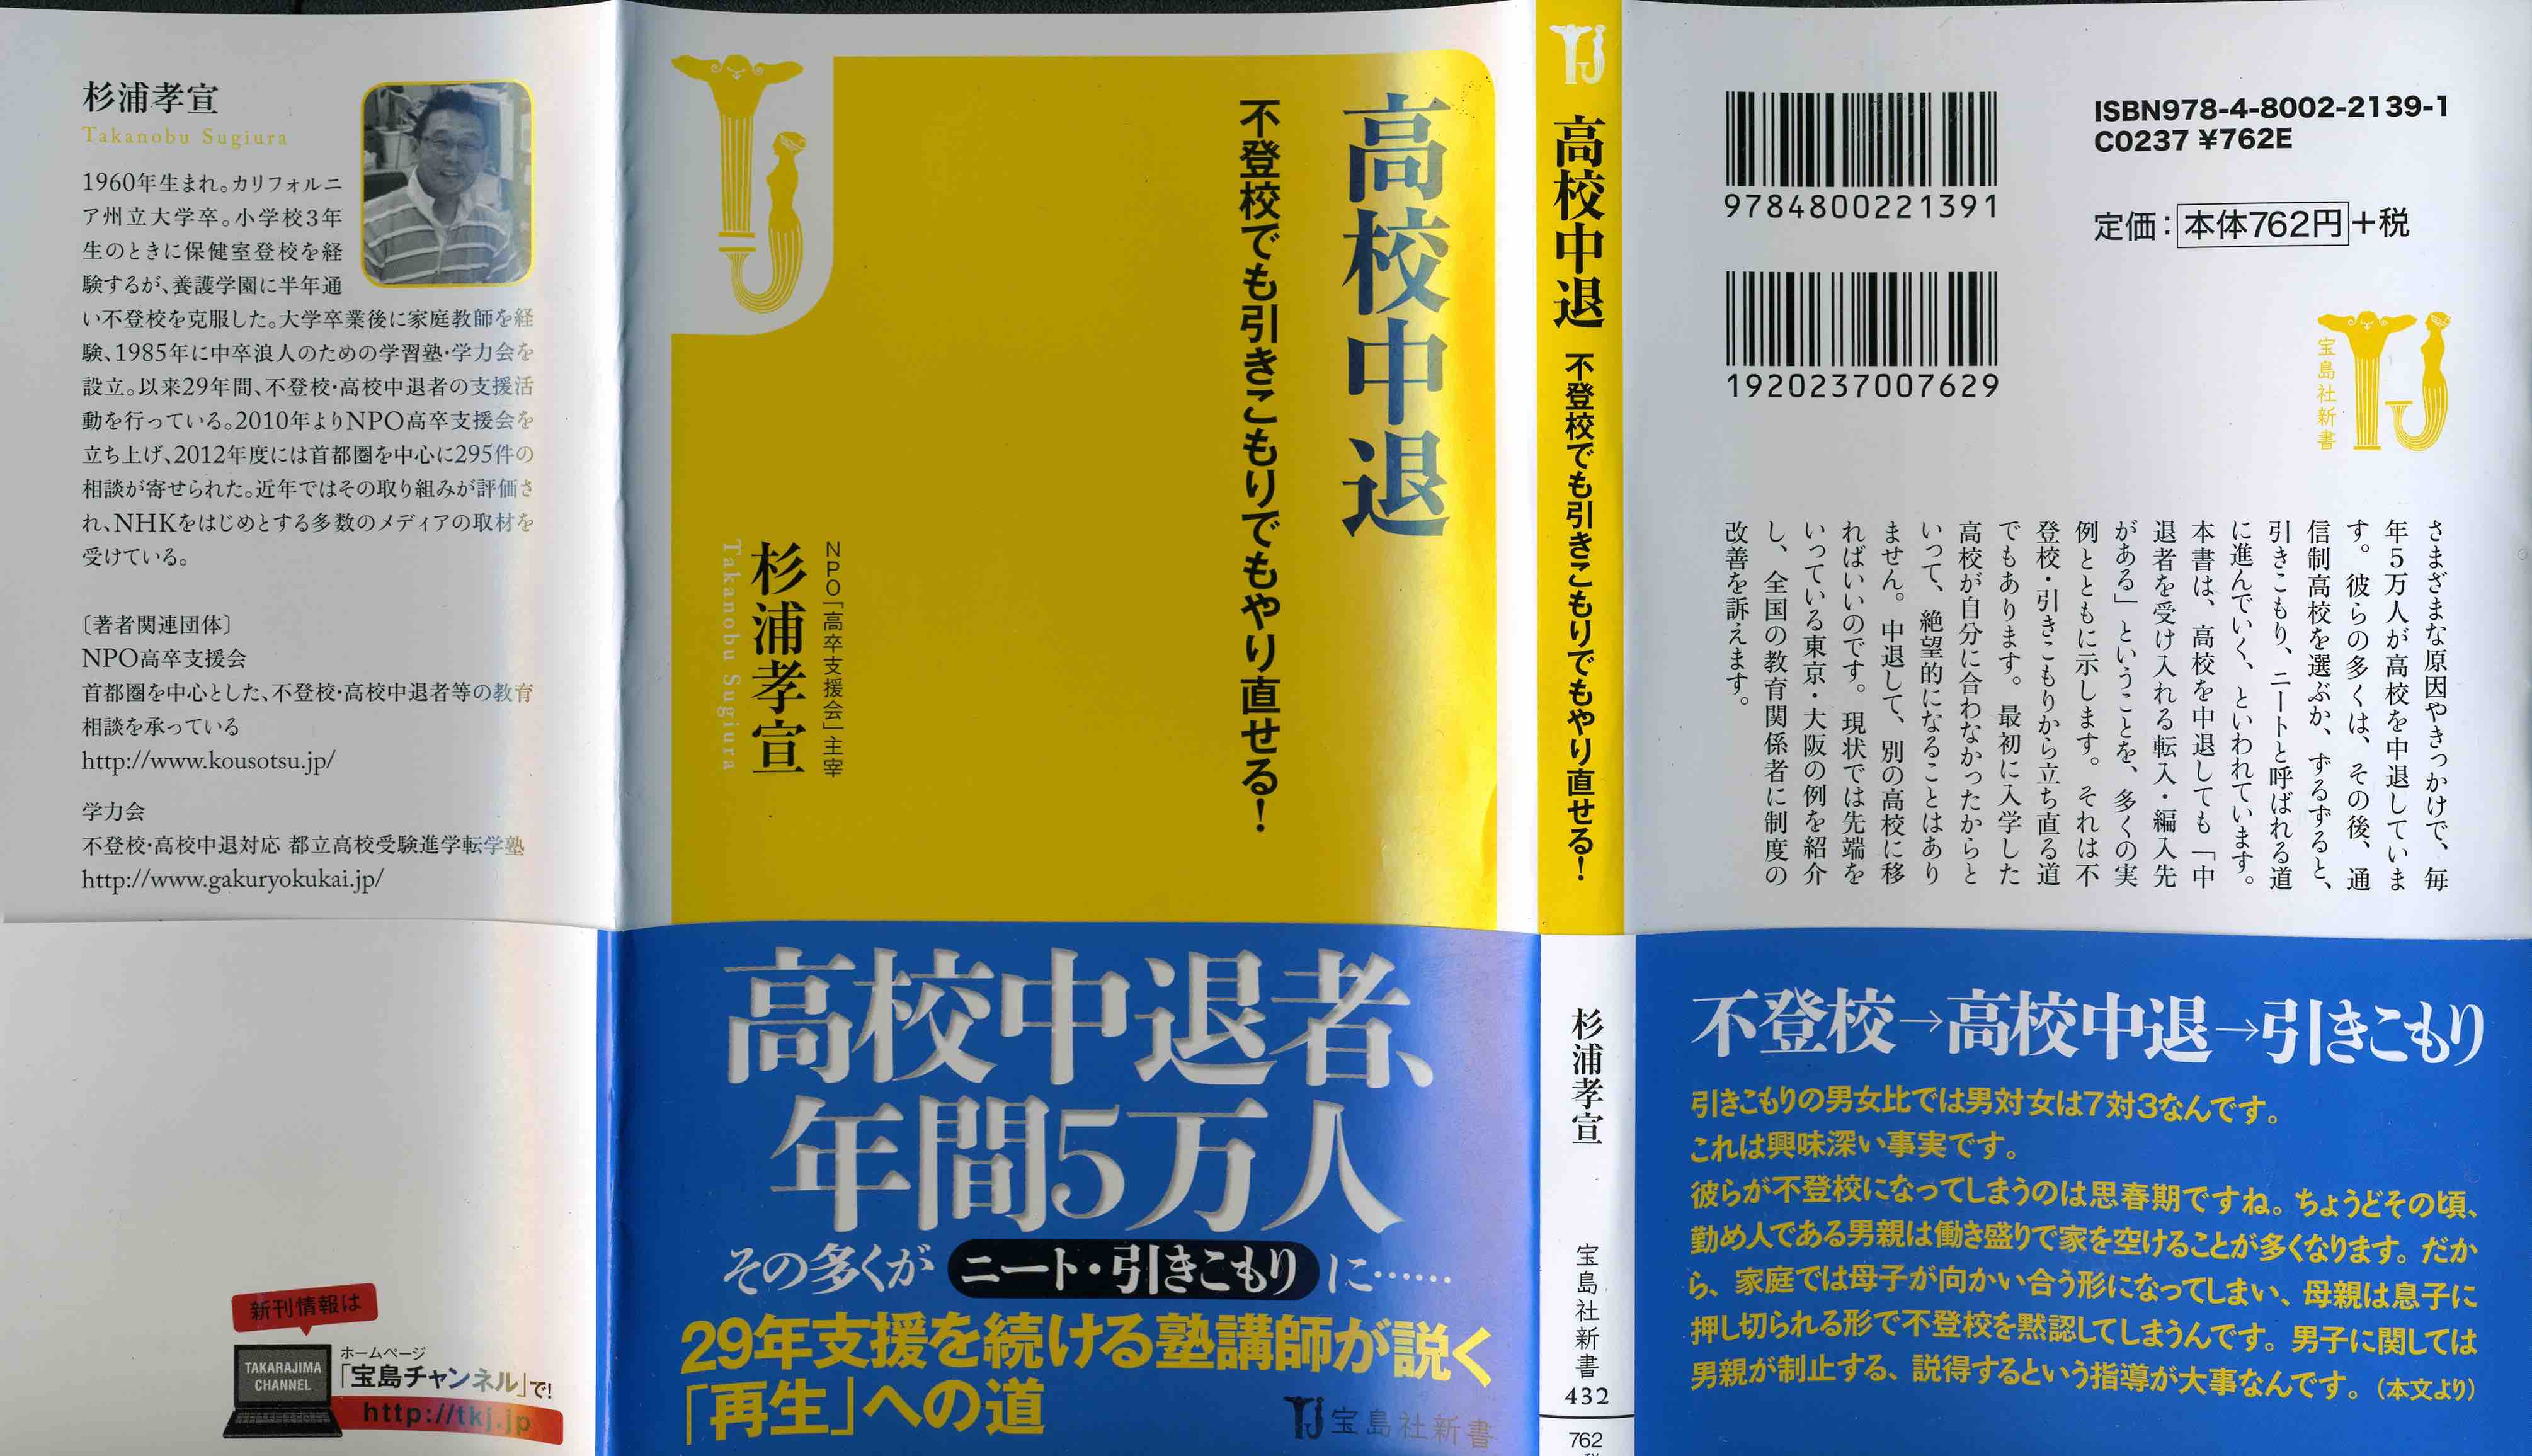 杉浦孝宣
Takanobu Sugiura
1960年生まれ。カリフォルニ
ア州立大学卒。小学校3年
生のときに保健室登校を経
験するが、養護学園に半年通
い不登校を克服した。大学卒業後に家庭教師を経
験、1985年に中卒浪人のための学習塾・学力会を
設立。以来29年間、不登校・高校中退者の支援活
動を行っている。2010年よりNPO高卒支援会を
立ち上げ、2012年度には首都圏を中心に295件の
相談が寄せられた。近年ではその取り組みが評価さ
れ、NHKをはじめとする多数のメディアの取材を
受けている。
〔著者関連団体〕
NPO高卒支援会
首都圏を中心とした、不登校・高校中退者等の教育
相談を承っている
http://www.kousotsu.jp/
学力会
不登校・高校中退対応 都立高校受験進学転学塾
http://www.gakuryokukai.jp/
新刊情報は
TAKARAJIMA
CHANNEL
ホームページ
「宝島チャンネル」で!
http://tkj.jp
TJ
高校中退
不登校でも引きこもりでもやり直せる!
NPO「高卒支援会」主宰
杉浦孝宣
Takanobu Sugiura
高校中退者、
年間5万人
その多くが ニート・引きこもり に……
29年支援を続ける塾講師が説く
「再生」への道
TJ 宝島社新書
TJ
高校中退 不登校でも引きこもりでもやり直せる!
杉浦孝宣
宝島社新書
432
762
9784800221391
1920237007629
ISBN978-4-8002-2139-1
C0237 ¥762E
定価:本体762円+税
TJ
宝島社新書
さまざまな原因やきっかけで、毎
年5万人が高校を中退していま
す。彼らの多くは、その後、通
信制高校を選ぶか、ずるずると、
引きこもり、ニートと呼ばれる道
に進んでいく、といわれています。
本書は、高校を中退しても「中
退者を受け入れる転入・編入先
がある」ということを、多くの実
例とともに示します。それは不
登校・引きこもりから立ち直る道
でもあります。最初に入学した
高校が自分に合わなかったからと
いって、絶望的になることはあり
ません。中退して、別の高校に移
ればいいのです。現状では先端を
いっている東京・大阪の例を紹介
し、全国の教育関係者に制度の
改善を訴えます。
不登校→高校中退→引きこもり
引きこもりの男女比では男対女は7対3なんです。
これは興味深い事実です。
彼らが不登校になってしまうのは思春期ですね。ちょうどその頃、
勤め人である男親は働き盛りで家を空けることが多くなります。だか
ら、家庭では母子が向かい合う形になってしまい、母親は息子に
押し切られる形で不登校を黙認してしまうんです。男子に関しては
男親が制止する、説得するという指導が大事なんです。(本文より)